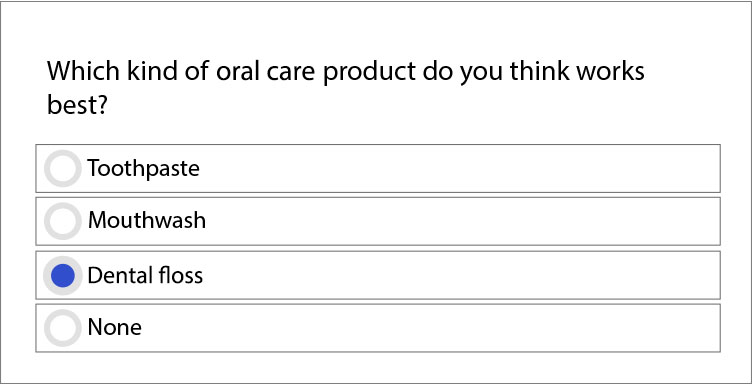 Which kind of oral care product do you think works
best?
Toothpaste
Mouthwash
Dental floss
None